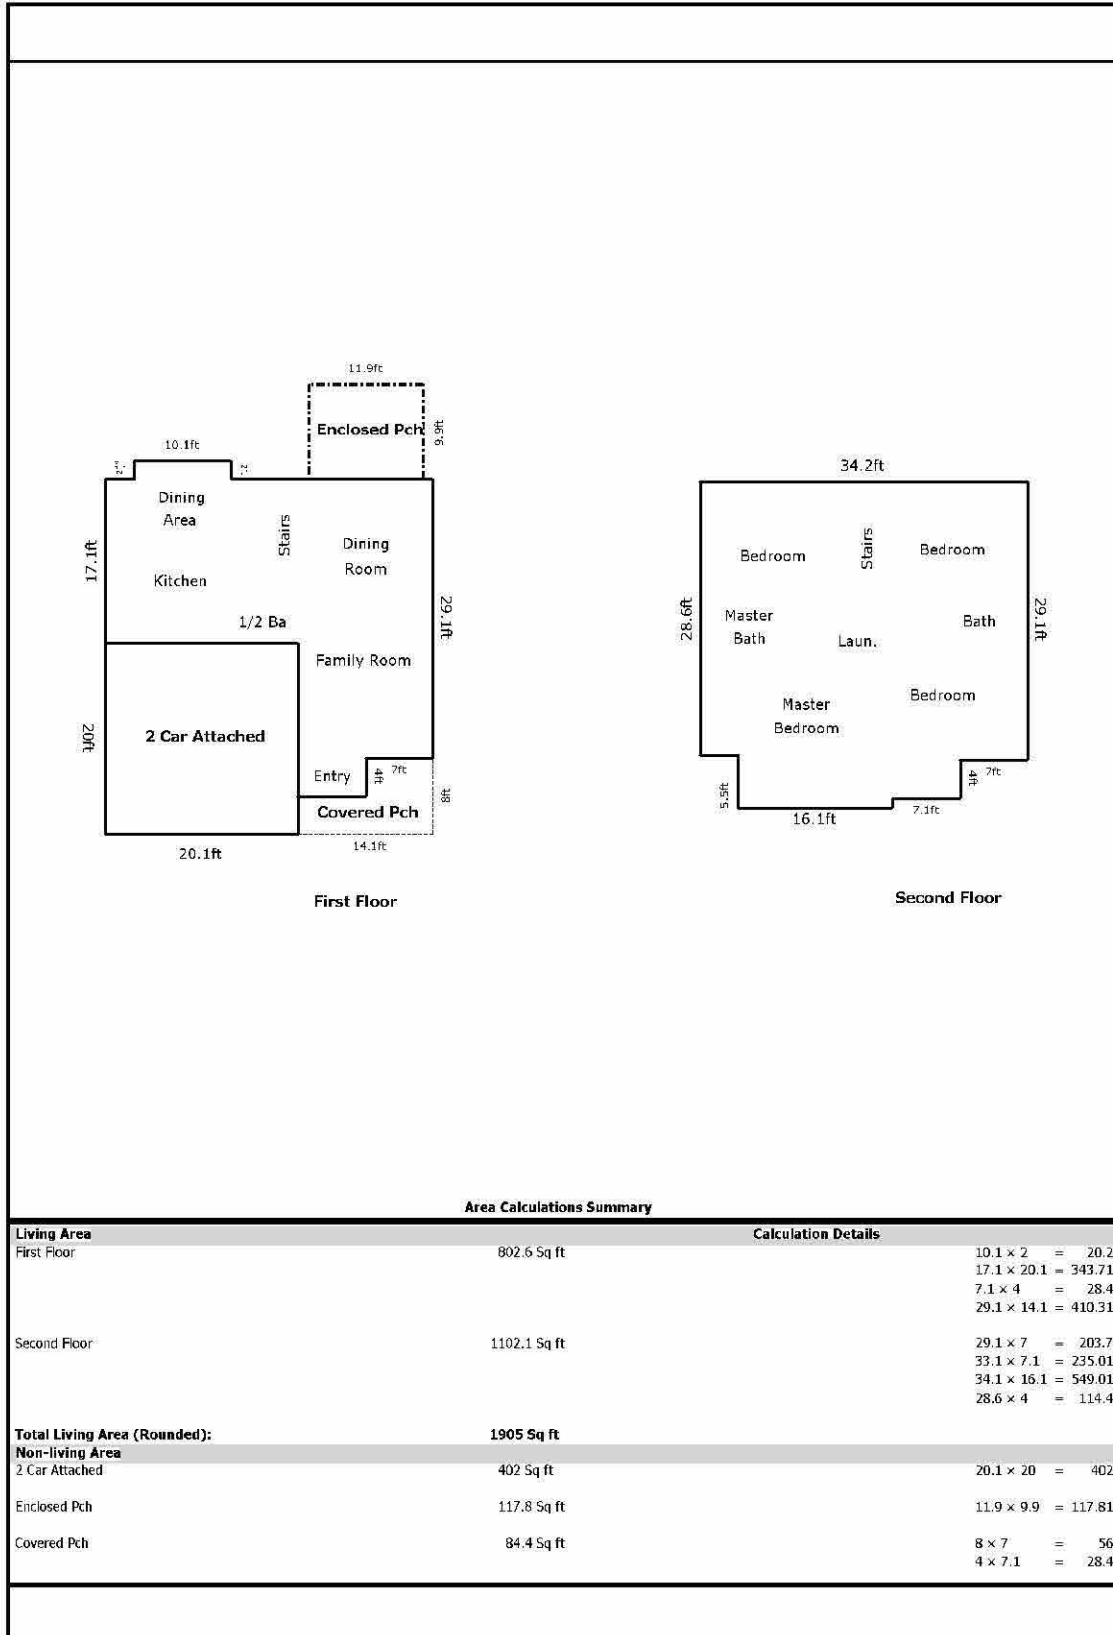 11.9ft
Enclosed Pch
9.9ft
10.1ft
2ft
2ft
Dining
Area
Stairs
Dining
Room
17.1ft
Kitchen
29.1ft
1/2 Ba
Family Room
20ft
2 Car Attached
Entry
4ft
7ft
8ft
Covered Pch
14.1ft
20.1ft
First Floor
34.2ft
Bedroom
Stairs
Bedroom
28.6ft
Master
Bath
Laun.
Bath
29.1ft
Master
Bedroom
Bedroom
5.5ft
4ft
7ft
16.1ft
7.1ft
Second Floor
Area Calculations Summary
Living Area Calculation Details
First Floor 802.6 Sq ft 10.1 × 2 = 20.2
17.1 × 20.1 = 343.71
7.1 × 4 = 28.4
29.1 × 14.1 = 410.31
Second Floor 1102.1 Sq ft 29.1 × 7 = 203.7
33.1 × 7.1 = 235.01
34.1 × 16.1 = 549.01
28.6 × 4 = 114.4
Total Living Area (Rounded): 1905 Sq ft
Non-living Area
2 Car Attached 402 Sq ft 20.1 × 20 = 402
Enclosed Pch 117.8 Sq ft 11.9 × 9.9 = 117.81
Covered Pch 84.4 Sq ft 8 × 7 = 56
4 × 7.1 = 28.4